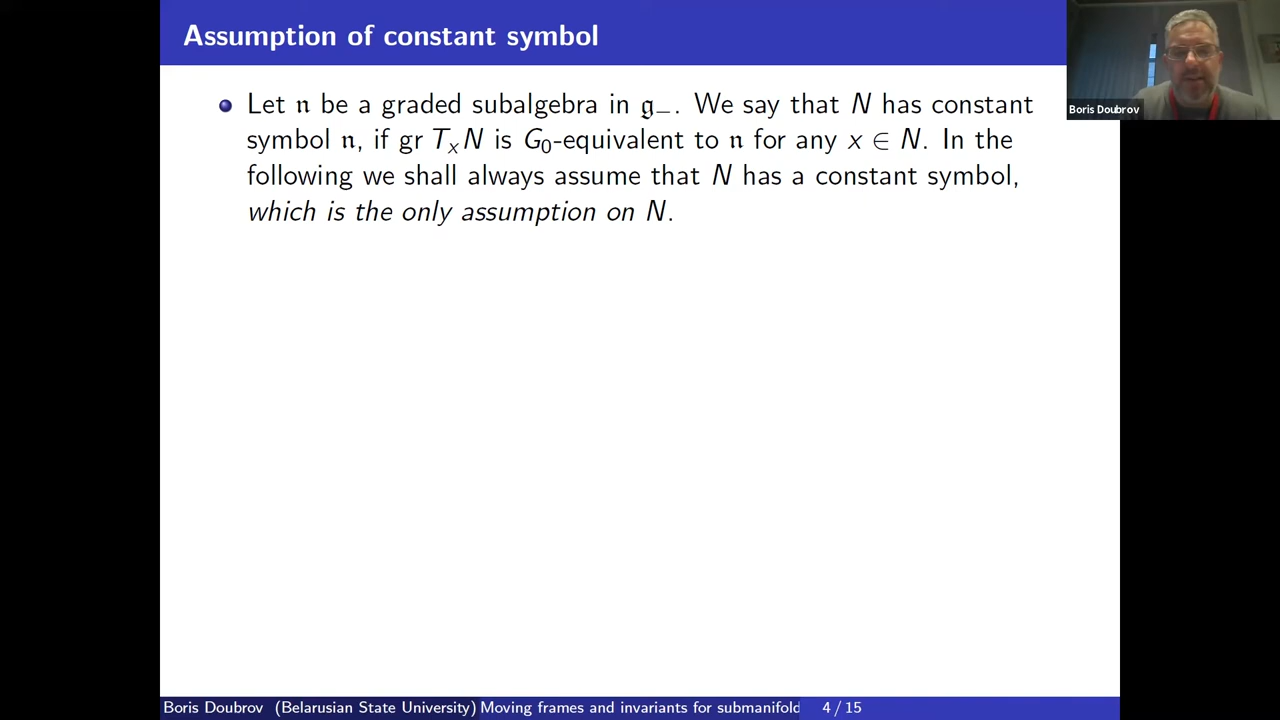 Assumption of constant symbol
Let 𝔫 be a graded subalgebra in 𝔤₋. We say that N has constant
symbol 𝔫, if gr TₓN is G₀-equivalent to 𝔫 for any x ∈ N. In the
following we shall always assume that N has a constant symbol,
which is the only assumption on N.
Boris Doubrov
Boris Doubrov (Belarusian State University) Moving frames and invariants for submanifold 4 / 15